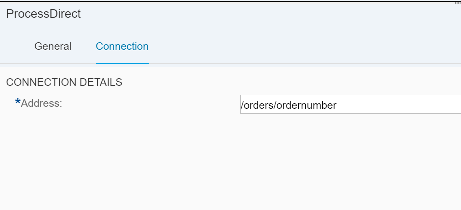 ProcessDirect
General Connection
CONNECTION DETAILS
*Address: /orders/ordernumber